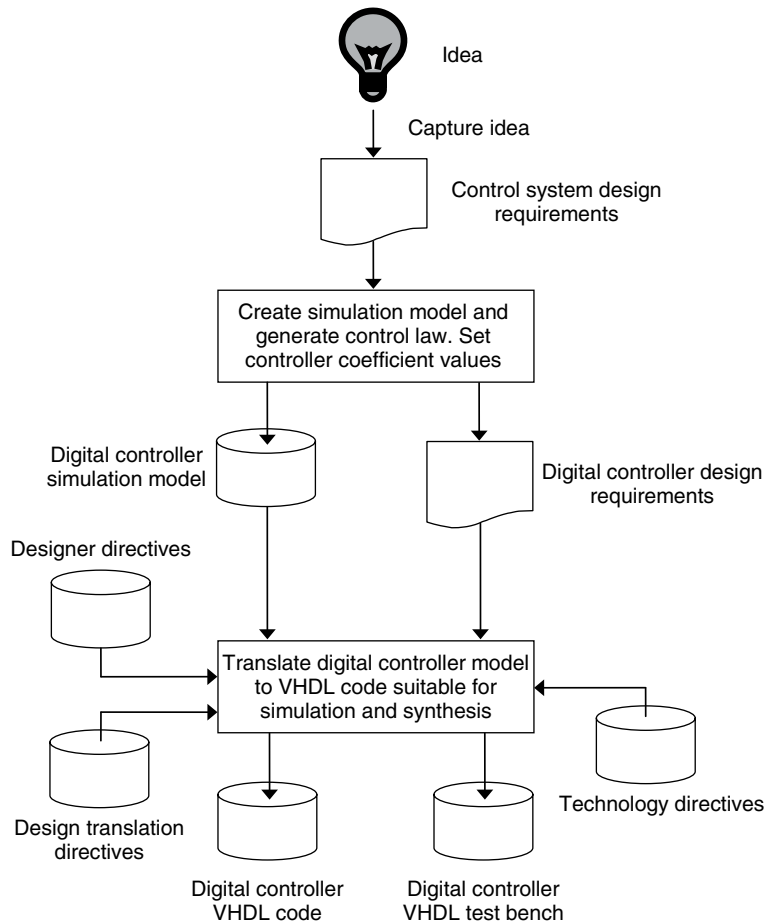 Idea
Capture idea
Control system design
requirements
Create simulation model and
generate control law. Set
controller coefficient values
Digital controller
simulation model
Digital controller design
requirements
Designer directives
Translate digital controller model
to VHDL code suitable for
simulation and synthesis
Design translation
directives
Technology directives
Digital controller
VHDL code
Digital controller
VHDL test bench